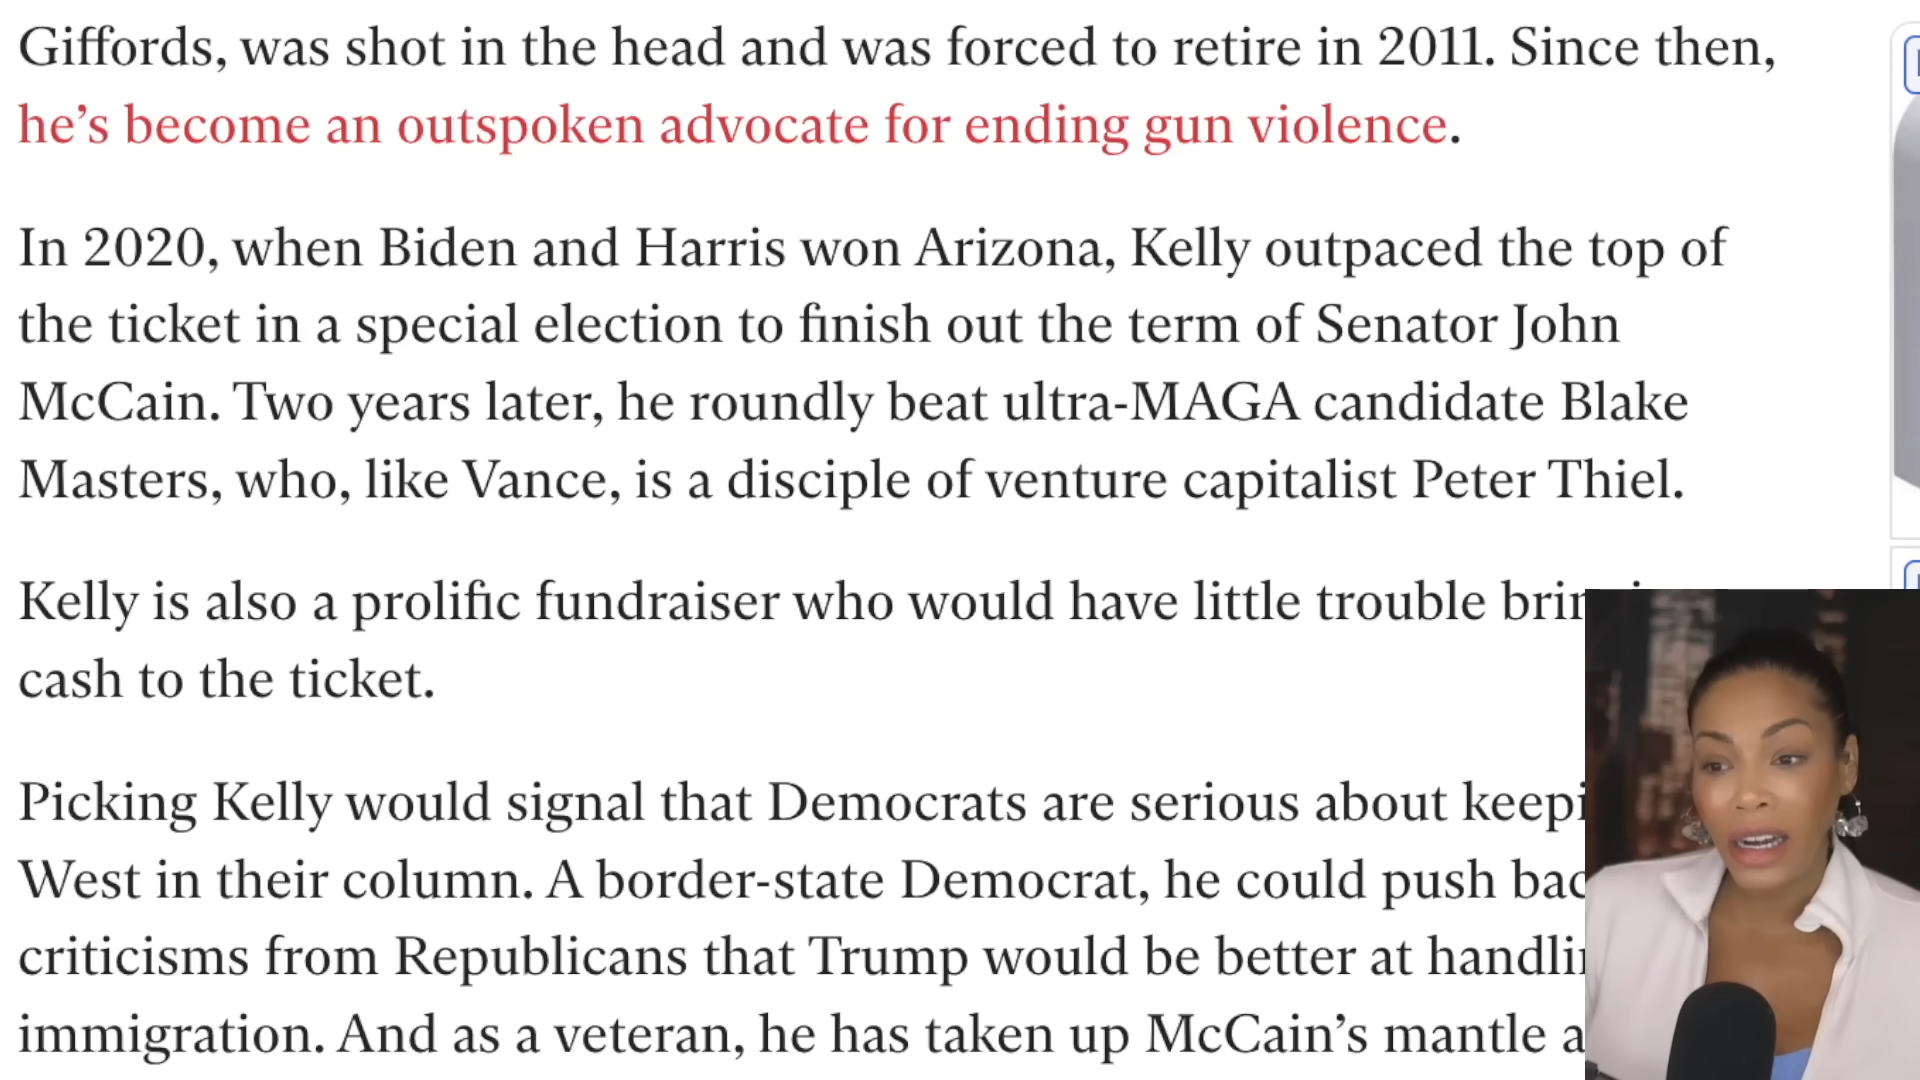 Giffords, was shot in the head and was forced to retire in 2011. Since then,
he’s become an outspoken advocate for ending gun violence.
In 2020, when Biden and Harris won Arizona, Kelly outpaced the top of
the ticket in a special election to finish out the term of Senator John
McCain. Two years later, he roundly beat ultra-MAGA candidate Blake
Masters, who, like Vance, is a disciple of venture capitalist Peter Thiel.
Kelly is also a prolific fundraiser who would have little trouble
cash to the ticket.
Picking Kelly would signal that Democrats are serious about
West in their column. A border-state Democrat, he could push
criticisms from Republicans that Trump would be better at
immigration. And as a veteran, he has taken up McCain’s mantle